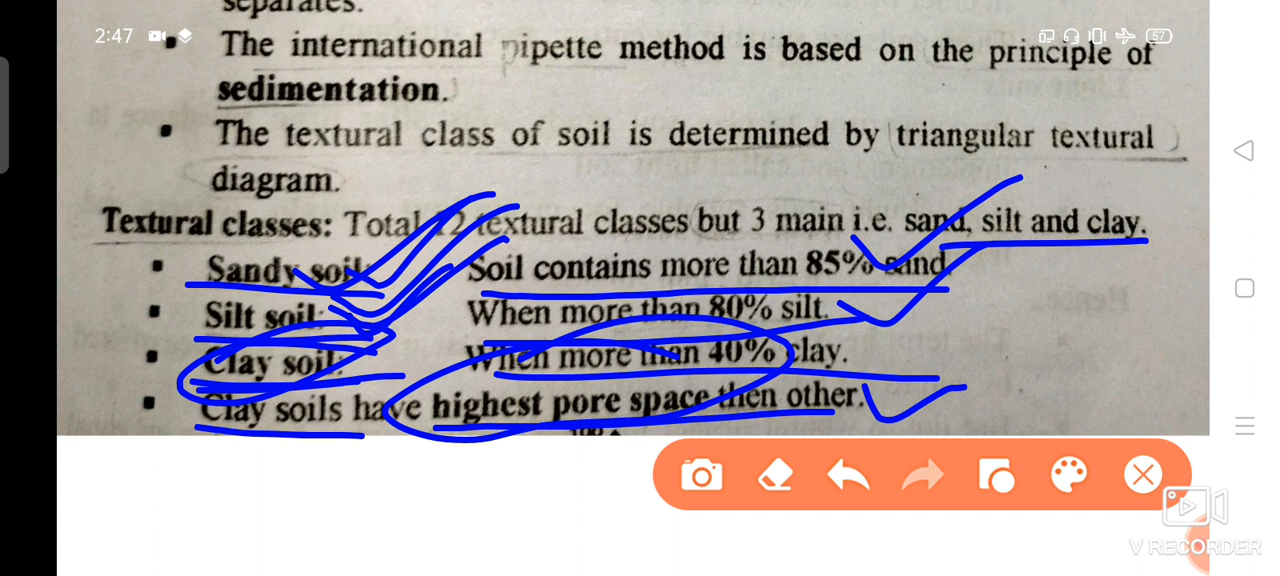 separates.
2:47
57
The international pipette method is based on the principle of
sedimentation.
The textural class of soil is determined by triangular textural
diagram.
Textural classes: Total 12 textural classes but 3 main i.e. sand, silt and clay.
Sandy soil: Soil contains more than 85% sand.
Silt soil: When more than 80% silt.
Clay soil: When more than 40% clay.
Clay soils have highest pore space then other.
V RECORDER